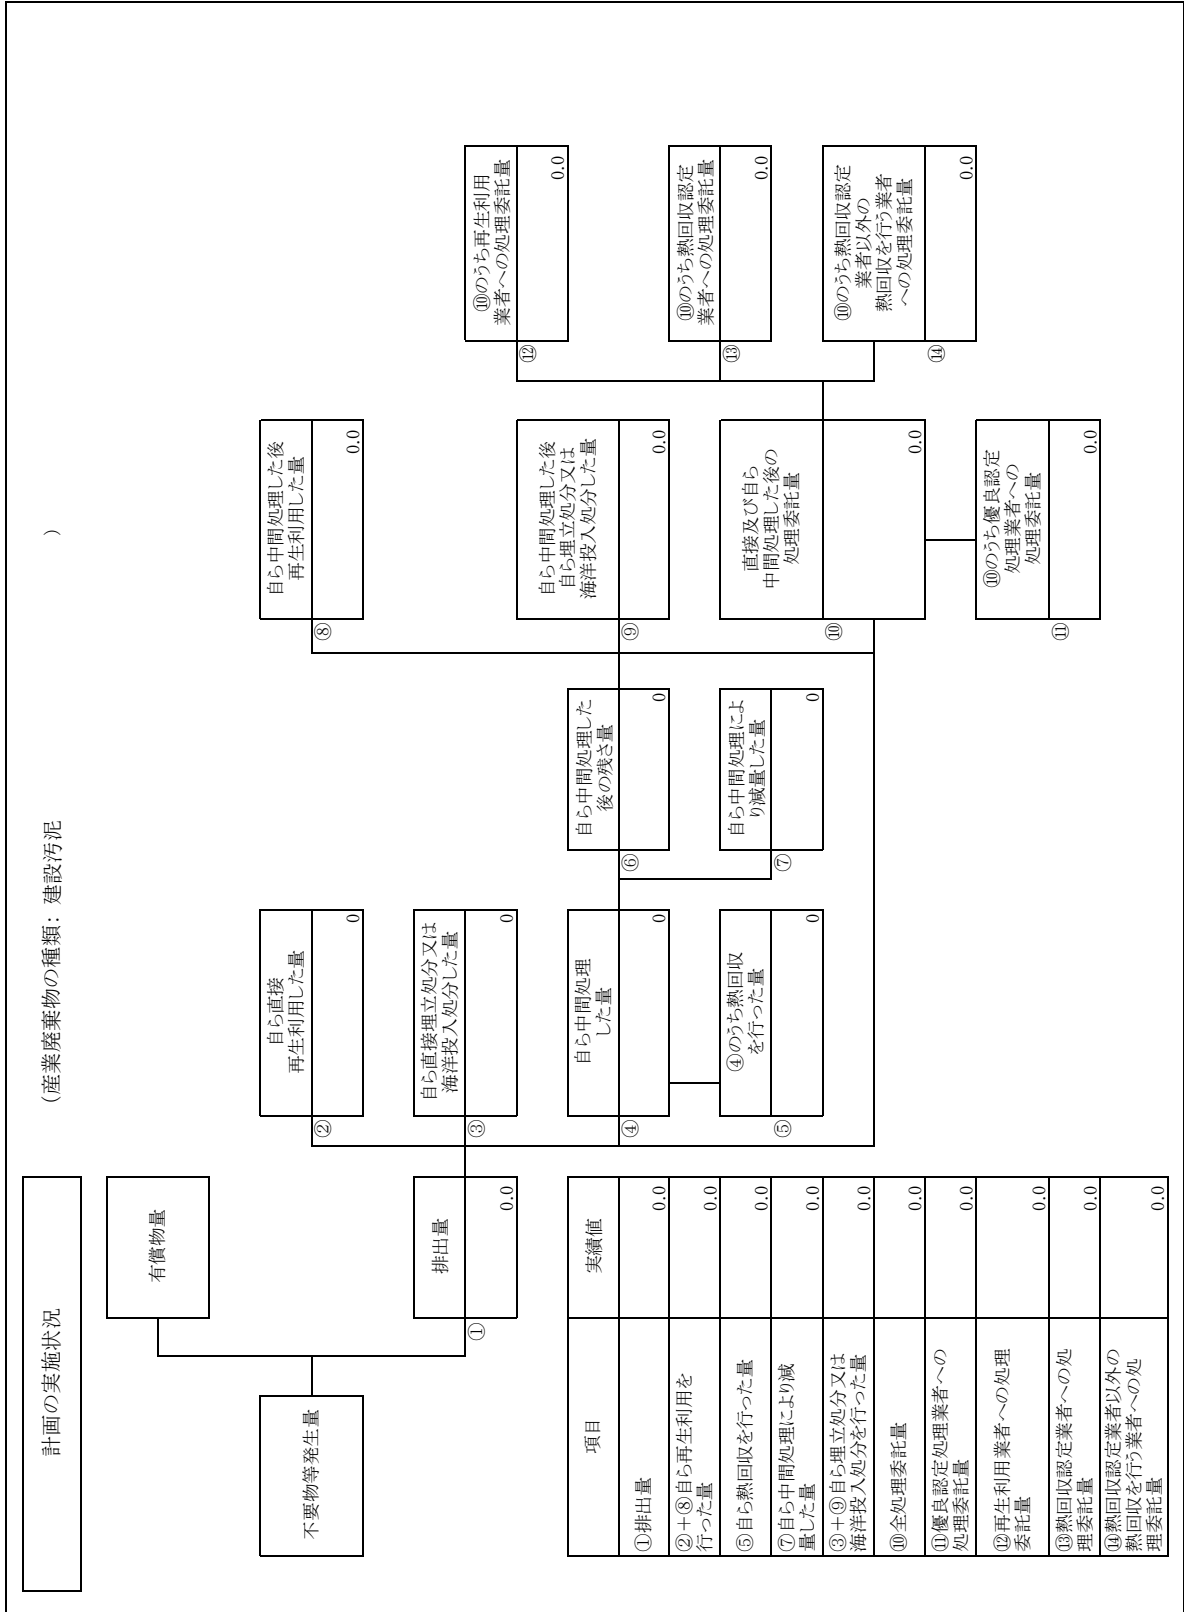 計画の実施状況
(産業廃棄物の種類: 建設汚泥
)
不要物等発生量
有償物量
排出量
①
0.0
自ら直接
再生利用した量
②
0
自ら直接埋立処分又は
海洋投入処分した量
③
0
自ら中間処理
した量
④
0
④のうち熱回収
を行った量
⑤
0
自ら中間処理した
後の残さ量
⑥
0
自ら中間処理によ
り減量した量
⑦
0
自ら中間処理した後
再生利用した量
⑧
0.0
自ら中間処理した後
自ら埋立処分又は
海洋投入処分した量
⑨
0.0
直接及び自ら
中間処理した後の
処理委託量
⑩
0.0
⑩のうち優良認定
処理業者への
処理委託量
⑪
0.0
⑩のうち再生利用
業者への処理委託量
⑫
0.0
⑩のうち熱回収認定
業者への処理委託量
⑬
0.0
⑩のうち熱回収認定
業者以外の
熱回収を行う業者
への処理委託量
⑭
0.0
項目
実績値
①排出量
0.0
②＋⑧自ら再生利用を
行った量
0.0
⑤自ら熱回収を行った量
0.0
⑦自ら中間処理により減
量した量
0.0
③＋⑨自ら埋立処分又は
海洋投入処分を行った量
0.0
⑩全処理委託量
0.0
⑪優良認定処理業者への
処理委託量
0.0
⑫再生利用業者への処理
委託量
0.0
⑬熱回収認定業者への処
理委託量
0.0
⑭熱回収認定業者以外の
熱回収を行う業者への処
理委託量
0.0